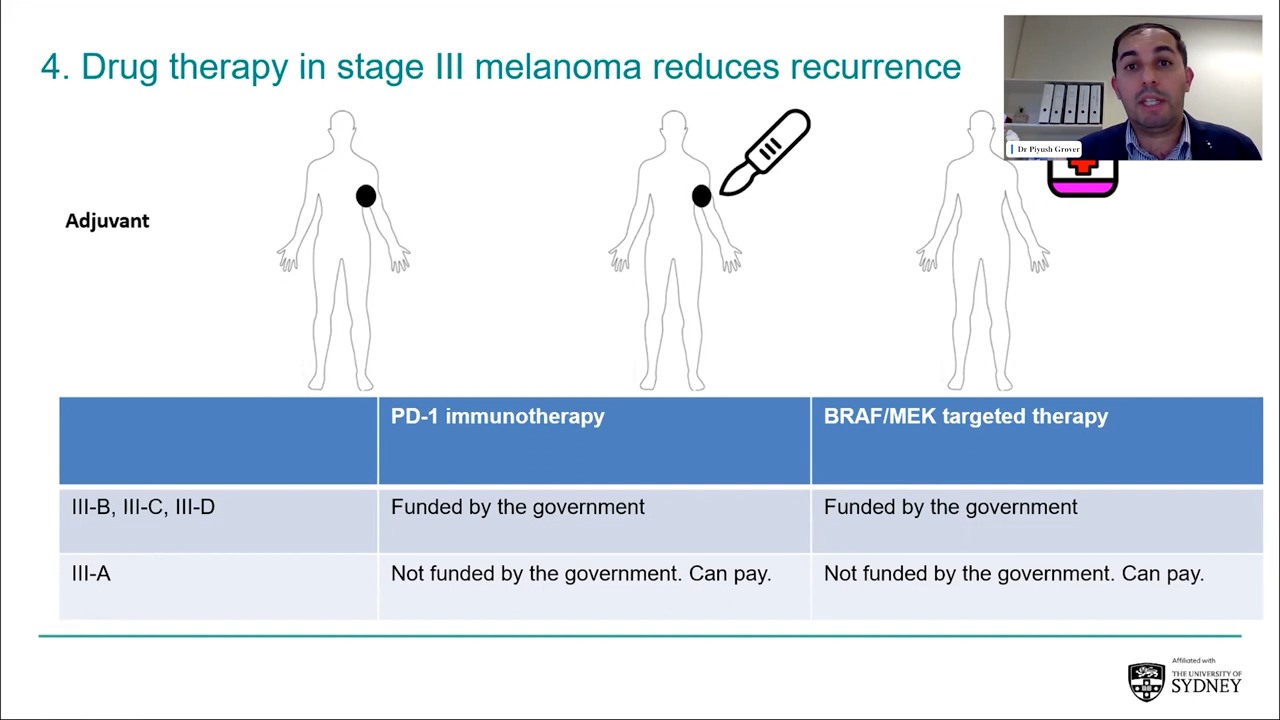 4. Drug therapy in stage III melanoma reduces recurrence
Dr Piyush Grover
Adjuvant
PD-1 immunotherapy
BRAF/MEK targeted therapy
III-B, III-C, III-D
Funded by the government
Funded by the government
III-A
Not funded by the government. Can pay.
Not funded by the government. Can pay.
Affiliated with
THE UNIVERSITY OF
SYDNEY